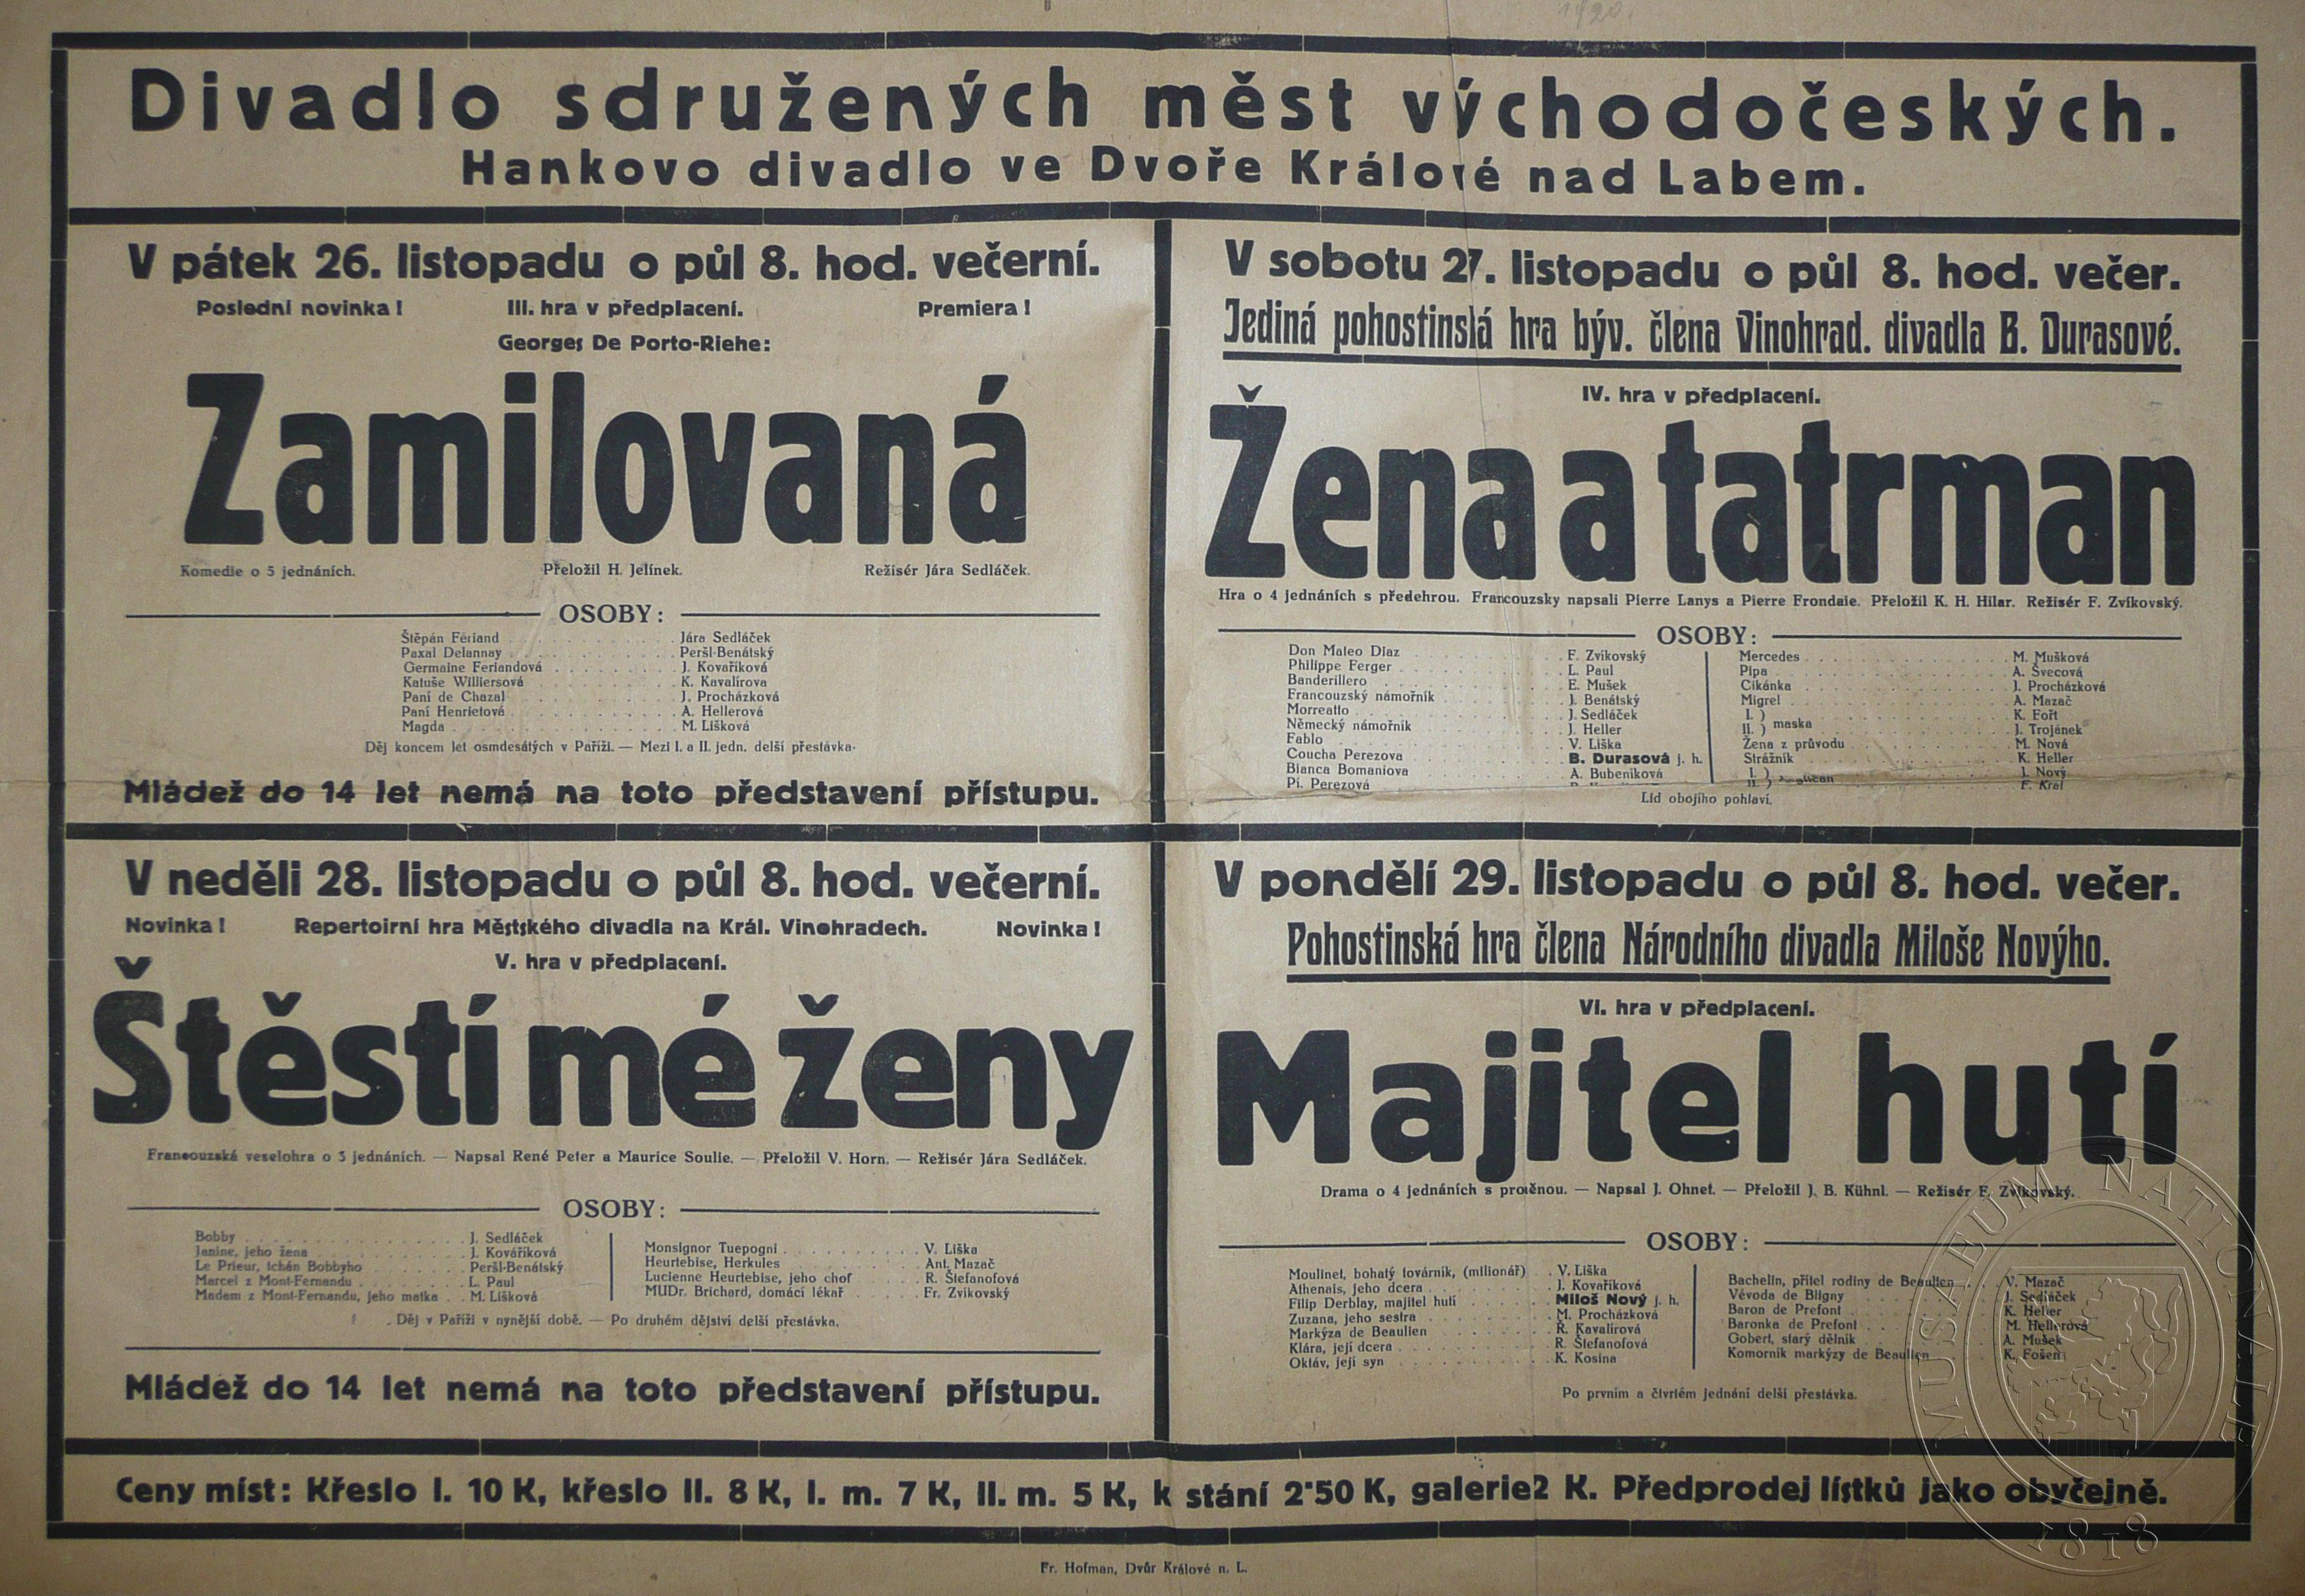 1920.
Divadlo sdružených měst východočeských.
Hankovo divadlo ve Dvoře Králové nad Labem.
V pátek 26. listopadu o půl 8. hod. večerní.
Poslední novinka! III. hra v předplacení. Premiera!
Georges De Porto-Riehe:
Zamilovaná
Komedie o 3 jednáních. Přeložil H. Jelínek. Režisér Jára Sedláček.
OSOBY:
Štěpán Fériand . . . Jára Sedláček
Paxal Delannay . . . Peršl-Benátský
Germaine Feriandová . . . J. Kovaříková
Katuše Williersová . . . K. Kavalírova
Paní de Chazal . . . J. Procházková
Paní Henrietová . . . A. Hellerová
Magda . . . M. Lišková
Děj koncem let osmdesátých v Paříži. — Mezi I. a II. jedn. delší přestávka.
Mládež do 14 let nemá na toto představení přístupu.
V sobotu 27. listopadu o půl 8. hod. večer.
Jediná pohostinská hra býv. člena Vinohrad. divadla B. Durasové.
IV. hra v předplacení.
Žena a tatrman
Hra o 4 jednáních s předehrou. Francouzsky napsali Pierre Lanys a Pierre Frondaie. Přeložil K. H. Hilar. Režisér F. Zvíkovský.
OSOBY:
Don Mateo Diaz . . . F. Zvíkovský
Philippe Ferger . . . L. Paul
Banderillero . . . E. Mušek
Francouzský námořník . . . J. Benátský
Morreatto . . . J. Sedláček
Německý námořník . . . J. Heller
Fablo . . . V. Liška
Coucha Perezova . . . B. Durasová j. h.
Bianca Bomaniova . . . A. Bubeníková
Pí. Perezová
Mercedes . . . M. Mušková
Pipa . . . A. Švecová
Cikánka . . . J. Procházková
Migrel . . . A. Mazač
I. ) maska . . . K. Fořt
II. ) . . . J. Trojánek
Žena z průvodu . . . M. Nová
Strážník . . . K. Heller
I. ) . . . J. Nový
II. ) . . . F. Král
Lid obojího pohlaví.
V neděli 28. listopadu o půl 8. hod. večerní.
Novinka! Repertoirní hra Městského divadla na Král. Vinohradech. Novinka!
V. hra v předplacení.
Štěstí mé ženy
Francouzská veselohra o 3 jednáních. — Napsal René Peter a Maurice Soulie. — Přeložil V. Horn. — Režisér Jára Sedláček.
OSOBY:
Bobby . . . J. Sedláček
Janine, jeho žena . . . J. Kováříková
Le Prieur, tchán Bobbyho . . . Peršl-Benátský
Marcel z Mont-Fernandu . . . L. Paul
Madam z Mont-Fernandu, jeho matka . . M. Lišková
Monsignor Tuepogni . . . V. Liška
Heurtebise, Herkules . . . Ant. Mazač
Lucienne Heurtebise, jeho choť . . . R. Štefanofová
MUDr. Brichard, domácí lékař . . . Fr. Zvíkovský
Děj v Paříži v nynější době. — Po druhém dějství delší přestávka.
Mládež do 14 let nemá na toto představení přístupu.
V pondělí 29. listopadu o půl 8. hod. večer.
Pohostinská hra člena Národního divadla Miloše Nového.
VI. hra v předplacení.
Majitel hutí
Drama o 4 jednáních s proměnou. — Napsal J. Ohnet. — Přeložil J. B. Kühnl. — Režisér F. Zvíkovský.
OSOBY:
Moulinet, bohatý továrník, (milionář) . . V. Liška
Athenais, jeho dcera . . . J. Kovaříková
Filip Derblay, majitel hutí . . . Miloš Nový j. h.
Zuzana, jeho sestra . . . M. Procházková
Markýza de Beaulien . . . R. Kavalírová
Klára, její dcera . . . R. Štefanofová
Oktáv, její syn . . . K. Kosina
Bachelin, přítel rodiny de Beaulien . . . V. Mazač
Vévoda de Bligny . . . J. Sedláček
Baron de Prefont . . . K. Heller
Baronka de Prefont . . . M. Hellerová
Gobert, starý dělník . . . A. Mušek
Komorník markýzy de Beaulien . . . K. Fošen
Po prvním a čtvrtém jednání delší přestávka.
Ceny míst: Křeslo I. 10 K, křeslo II. 8 K, I. m. 7 K, II. m. 5 K, k stání 2·50 K, galerie 2 K. Předprodej lístků jako obyčejně.
Fr. Hofman, Dvůr Králové n. L.
MUSAEUM NATIONALE
1818